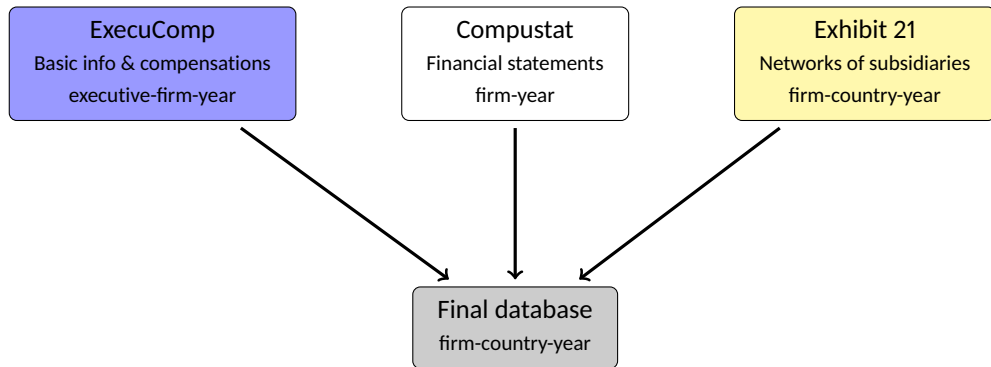 ExecuComp
Basic info & compensations
executive-firm-year
Compustat
Financial statements
firm-year
Exhibit 21
Networks of subsidiaries
firm-country-year
Final database
firm-country-year